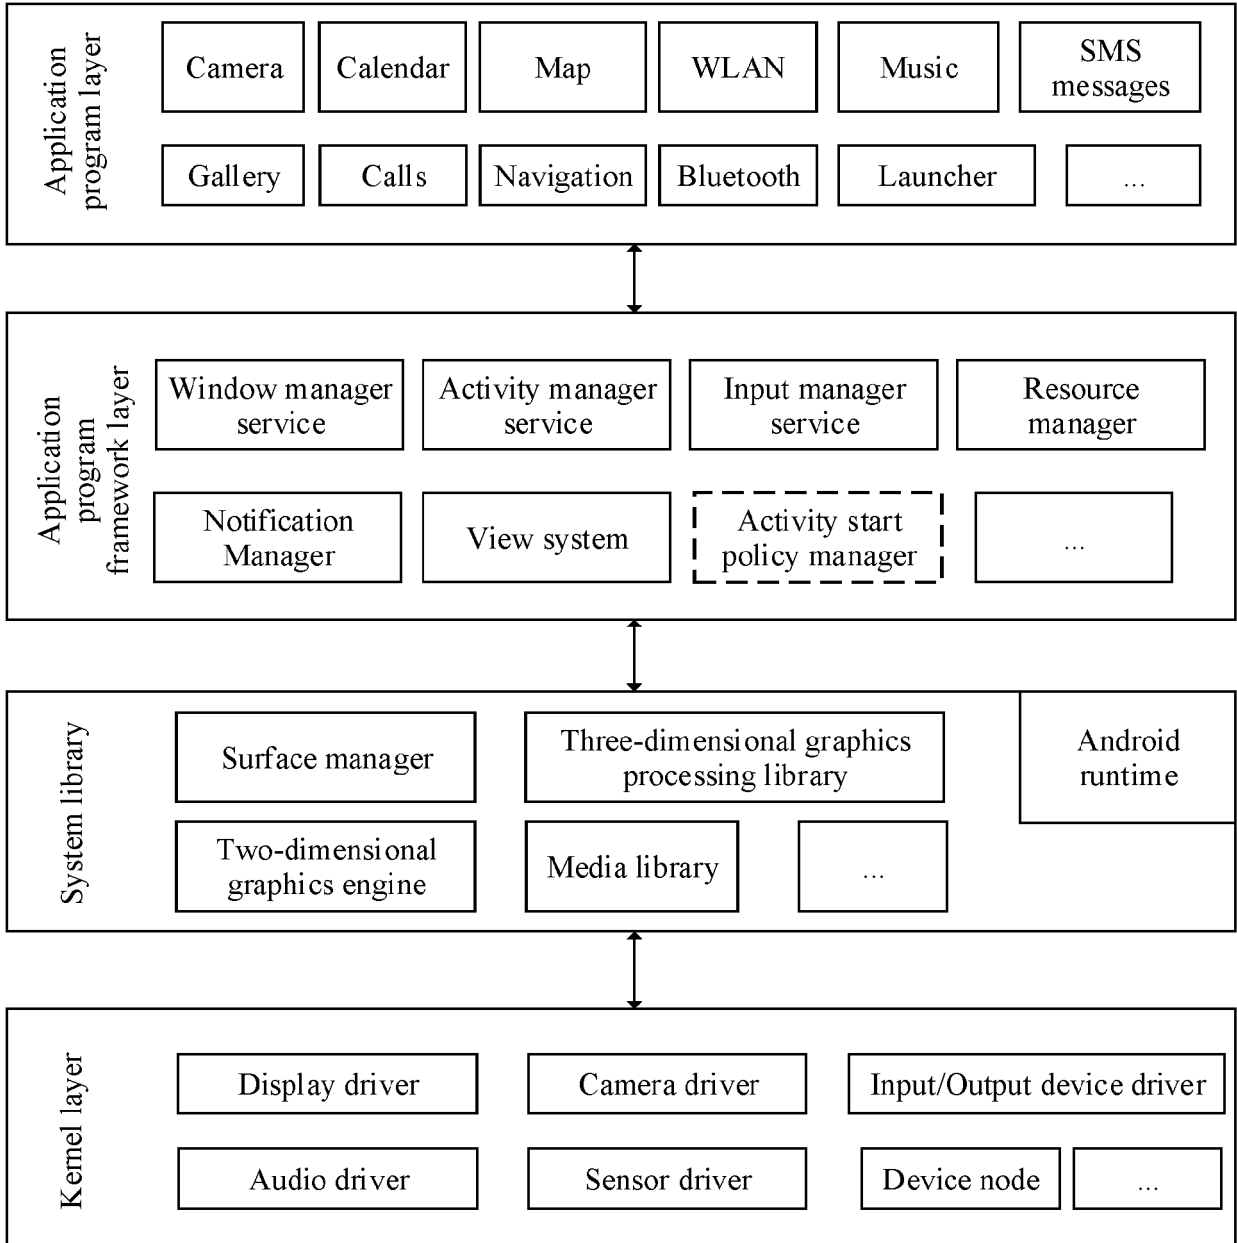 Application
program layer
Camera
Calendar
Map
WLAN
Music
SMS
messages
Gallery
Calls
Navigation
Bluetooth
Launcher
...
Application
program
framework layer
Window manager
service
Activity manager
service
Input manager
service
Resource
manager
Notification
Manager
View system
Activity start
policy manager
...
System library
Surface manager
Three-dimensional graphics
processing library
Android
runtime
Two-dimensional
graphics engine
Media library
...
Kernel layer
Display driver
Camera driver
Input/Output device driver
Audio driver
Sensor driver
Device node
...